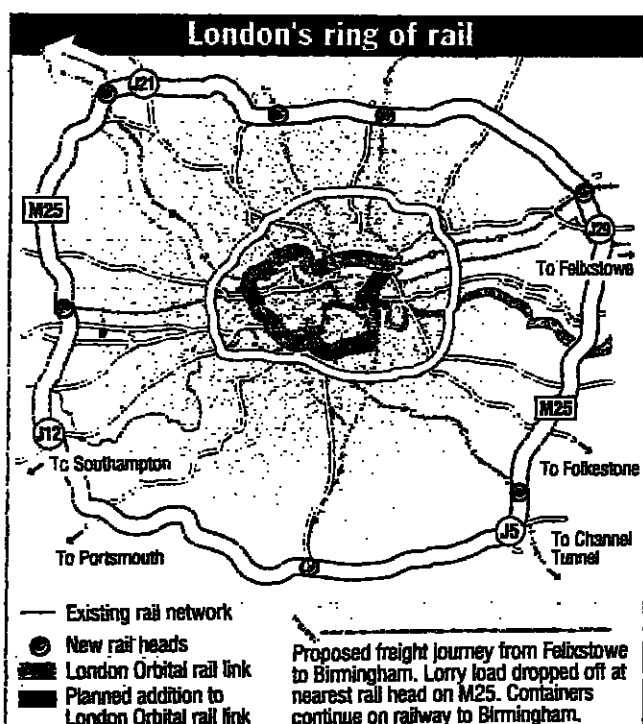 London's ring of rail
J21
M25
J29
To Felixstowe
M25
J12
To Southampton
To Folkestone
J5
To Portsmouth
To Channel
Tunnel
Existing rail network
New rail heads
London Orbital rail link
Planned addition to
London Orbital rail link
Proposed freight journey from Felixstowe
to Birmingham. Lorry load dropped off at
nearest rail head on M25. Containers
continue on railway to Birmingham.